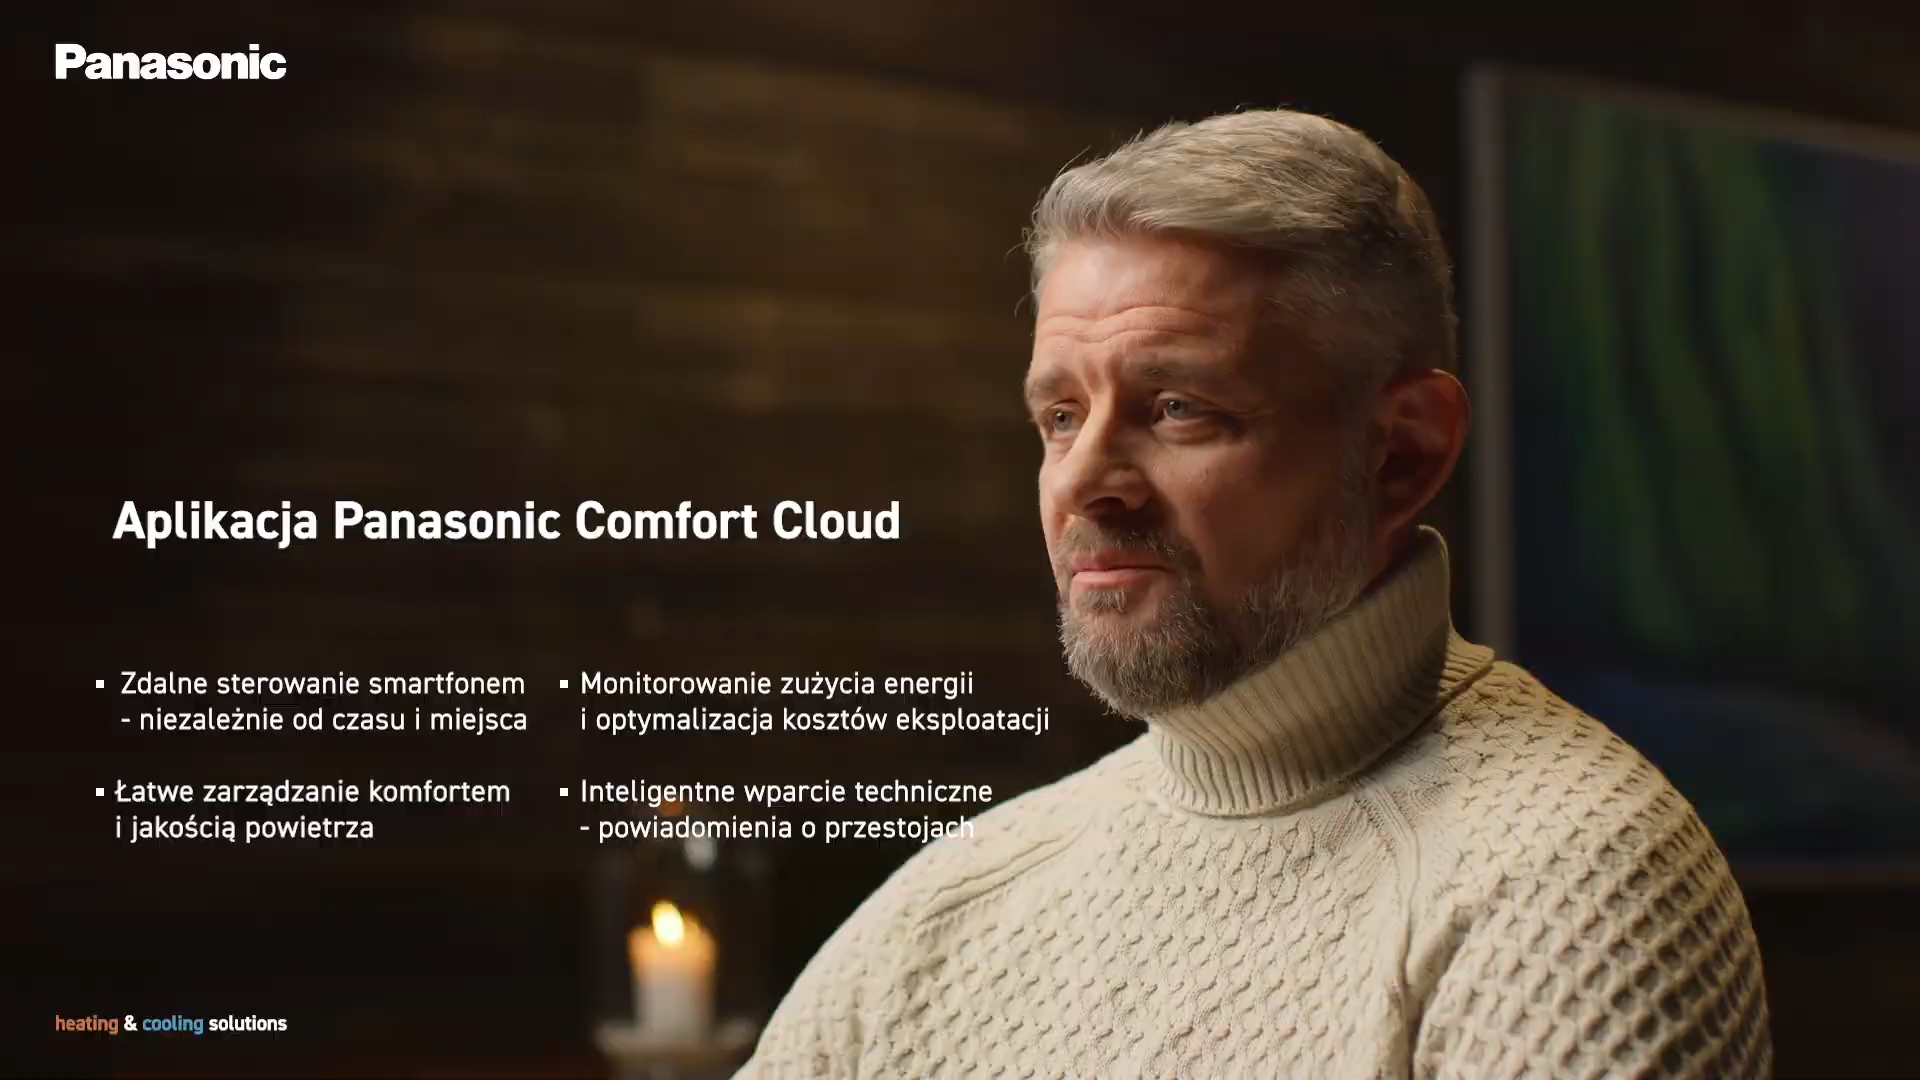 Panasonic
Aplikacja Panasonic Comfort Cloud
▪ Zdalne sterowanie smartfonem
- niezależnie od czasu i miejsca
▪ Łatwe zarządzanie komfortem
i jakością powietrza
▪ Monitorowanie zużycia energii
i optymalizacja kosztów eksploatacji
▪ Inteligentne wparcie techniczne
- powiadomienia o przestojach
heating & cooling solutions